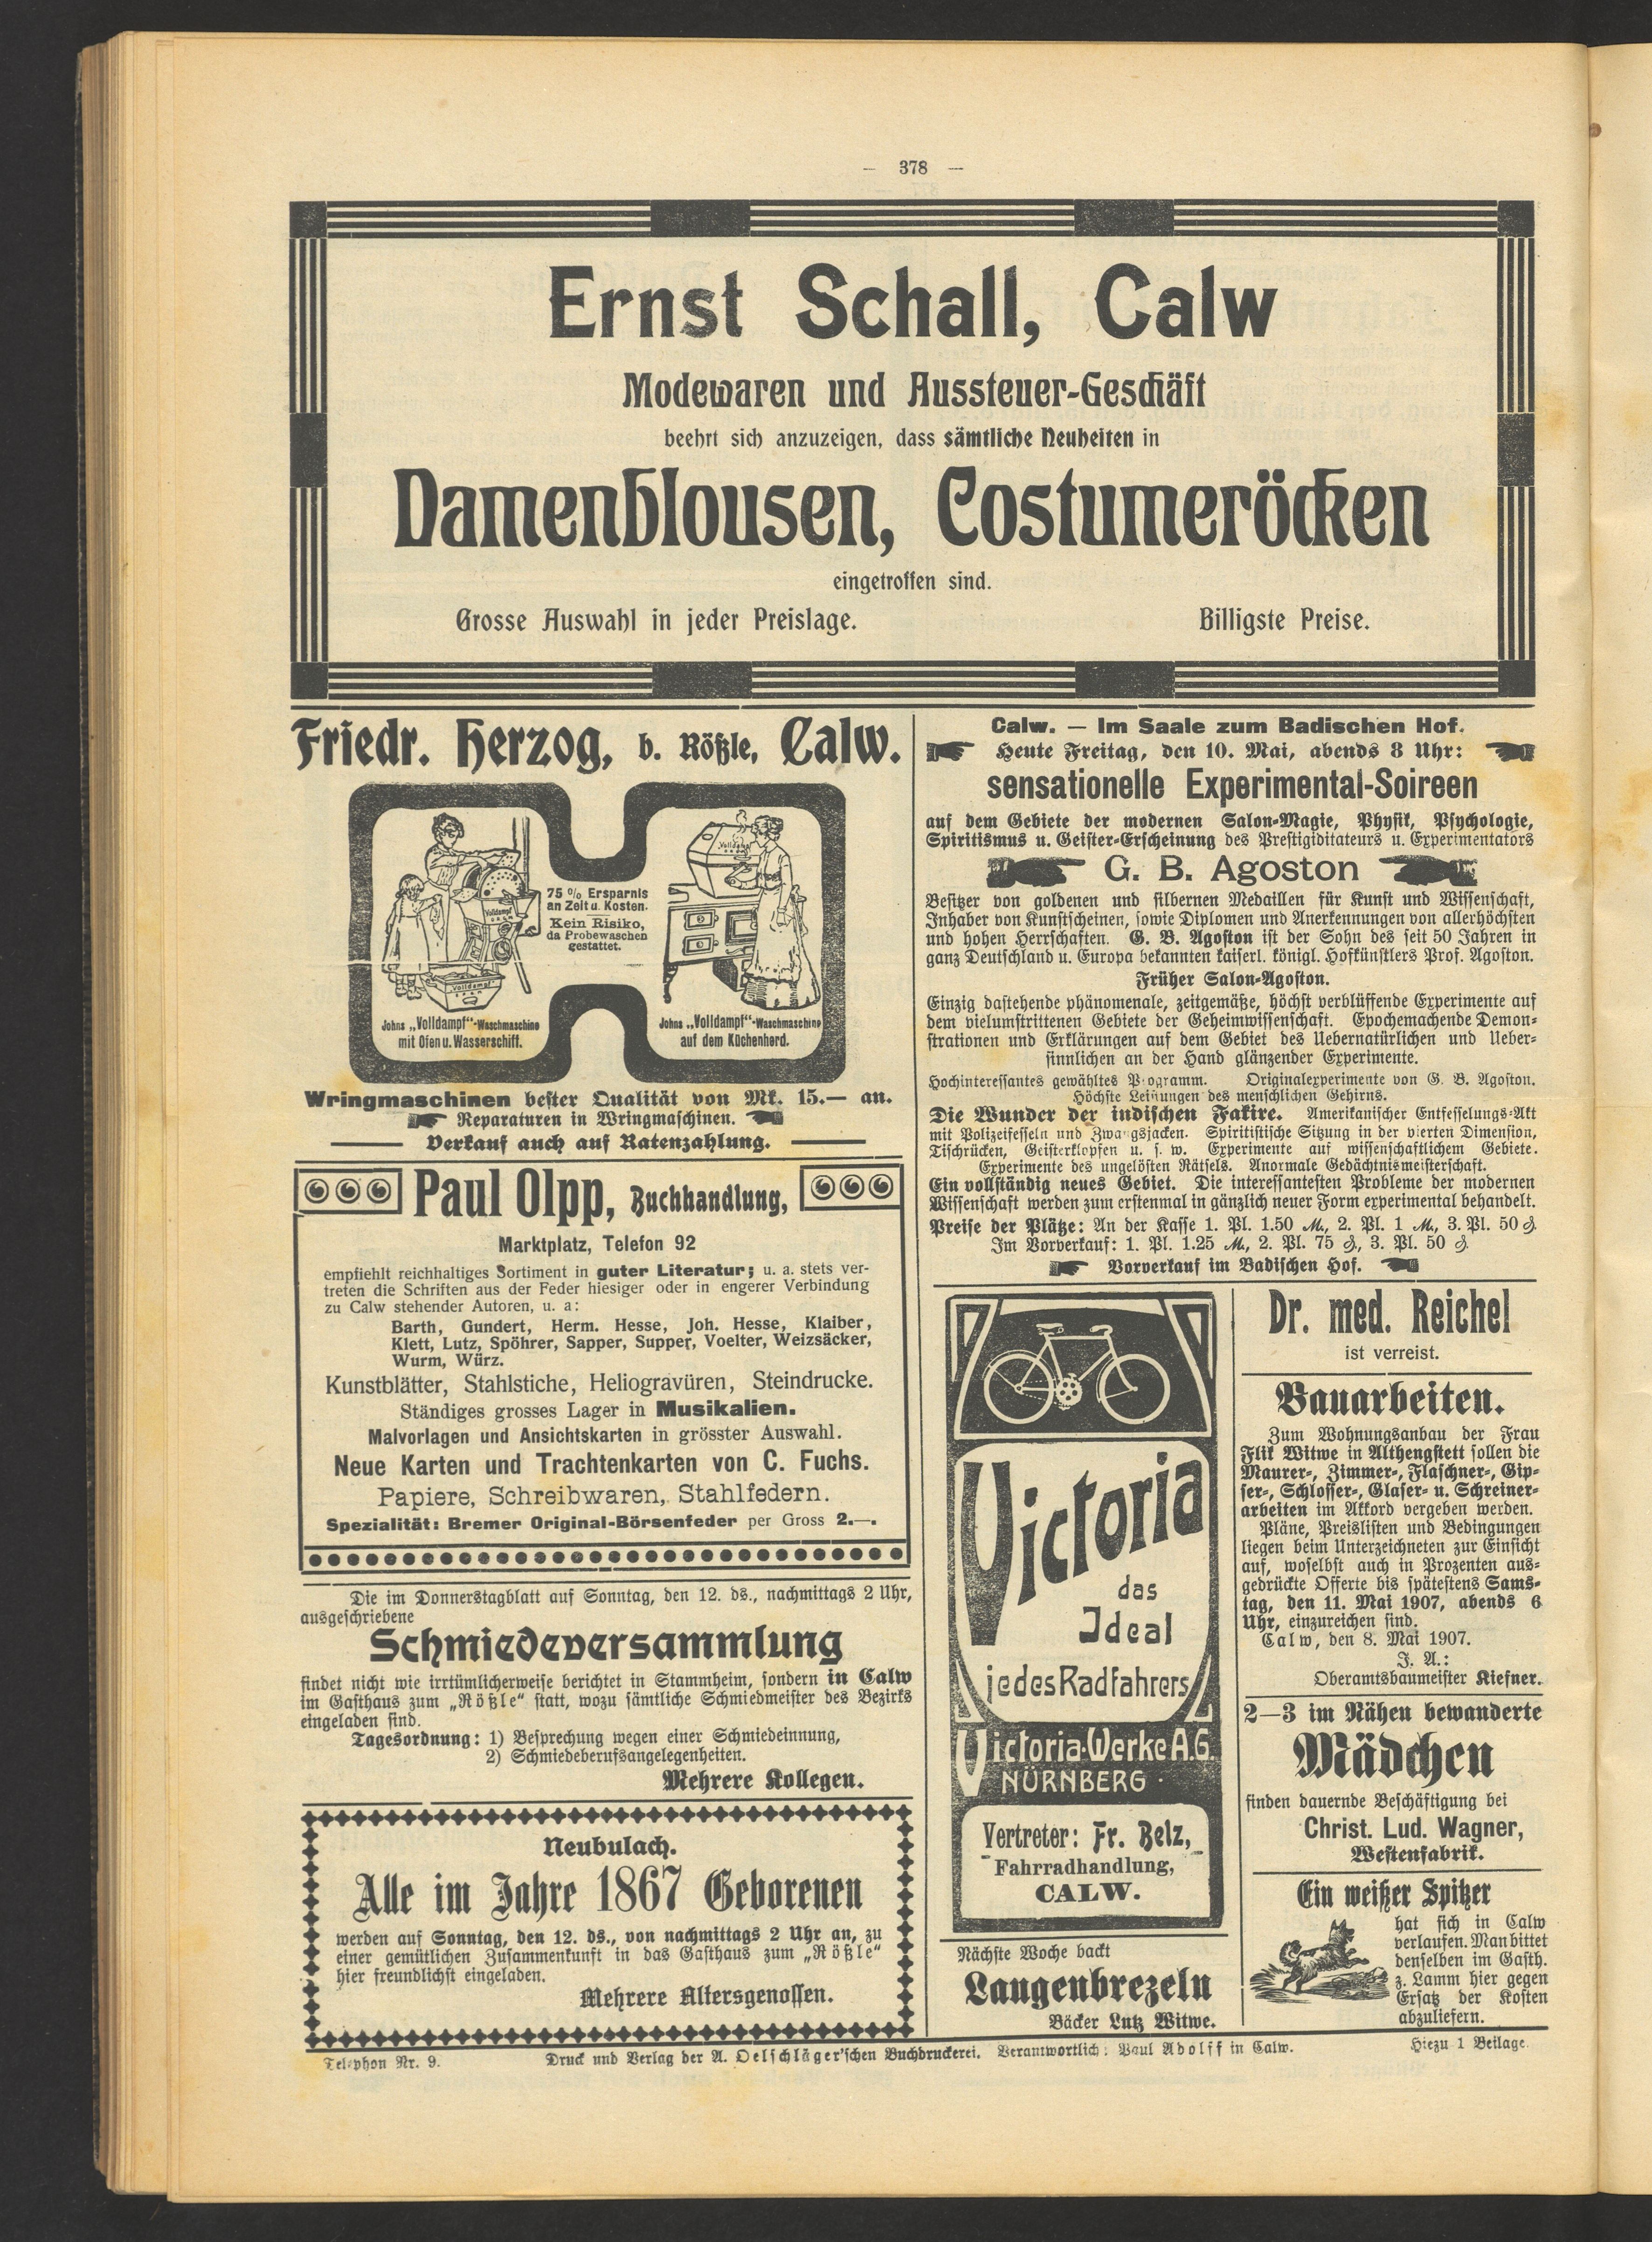 — 378 —
Ernst Schall, Calw
Modewaren und Aussteuer-Geschäft
beehrt sich anzuzeigen, dass sämtliche Neuheiten in
Damenblousen, Costumeröcken
eingetroffen sind.
Grosse Auswahl in jeder Preislage. Billigste Preise.
Friedr. Herzog, b. Rößle, Calw.
75 % Ersparnis
an Zeit u. Kosten.
Kein Risiko,
da Probewaschen
gestattet.
Volldampf
Volldampf
Volldampf
Johns „Volldampf“-Waschmaschine
mit Ofen u. Wasserschiff.
Johns „Volldampf“-Waschmaschine
auf dem Küchenherd.
Wringmaschinen bester Qualität von Mk. 15.— an.
Reparaturen in Wringmaschinen.
Verkauf auch auf Ratenzahlung.
Paul Olpp, Buchhandlung,
Marktplatz, Telefon 92
empfiehlt reichhaltiges Sortiment in guter Literatur; u. a. stets ver-
treten die Schriften aus der Feder hiesiger oder in engerer Verbindung
zu Calw stehender Autoren, u. a:
Barth, Gundert, Herm. Hesse, Joh. Hesse, Klaiber,
Klett, Lutz, Spöhrer, Sapper, Supper, Voelter, Weizsäcker,
Wurm, Würz.
Kunstblätter, Stahlstiche, Heliogravüren, Steindrucke.
Ständiges grosses Lager in Musikalien.
Malvorlagen und Ansichtskarten in grösster Auswahl.
Neue Karten und Trachtenkarten von C. Fuchs.
Papiere, Schreibwaren, Stahlfedern.
Spezialität: Bremer Original-Börsenfeder per Gross 2.—.
Die im Donnerstagblatt auf Sonntag, den 12. ds., nachmittags 2 Uhr,
ausgeschriebene
Schmiedeversammlung
findet nicht wie irrtümlicherweise berichtet in Stammheim, sondern in Calw
im Gasthaus zum „Rößle“ statt, wozu sämtliche Schmiedmeister des Bezirks
eingeladen sind.
Tagesordnung: 1) Besprechung wegen einer Schmiedeinnung,
2) Schmiedeberufsangelegenheiten.
Mehrere Kollegen.
Neubulach.
Alle im Jahre 1867 Geborenen
werden auf Sonntag, den 12. ds., von nachmittags 2 Uhr an, zu
einer gemütlichen Zusammenkunft in das Gasthaus zum „Rößle“
hier freundlichst eingeladen.
Mehrere Altersgenossen.
Calw. — Im Saale zum Badischen Hof.
Heute Freitag, den 10. Mai, abends 8 Uhr:
sensationelle Experimental-Soireen
auf dem Gebiete der modernen Salon-Magie, Physik, Psychologie,
Spiritismus u. Geister-Erscheinung des Prestigiditateurs u. Experimentators
G. B. Agoston
Besitzer von goldenen und silbernen Medaillen für Kunst und Wissenschaft,
Inhaber von Kunstscheinen, sowie Diplomen und Anerkennungen von allerhöchsten
und hohen Herrschaften. G. B. Agoston ist der Sohn des seit 50 Jahren in
ganz Deutschland u. Europa bekannten kaiserl. königl. Hofkünstlers Prof. Agoston.
Früher Salon-Agoston.
Einzig dastehende phänomenale, zeitgemäße, höchst verblüffende Experimente auf
dem vielumstrittenen Gebiete der Geheimwissenschaft. Epochemachende Demon-
strationen und Erklärungen auf dem Gebiet des Uebernatürlichen und Ueber-
sinnlichen an der Hand glänzender Experimente.
Hochinteressantes gewähltes Programm. Originalexperimente von G. B. Agoston.
Höchste Leistungen des menschlichen Gehirns.
Die Wunder der indischen Fakire. Amerikanischer Entfesselungs-Akt
mit Polizeifesseln und Zwangsjacken. Spiritistische Sitzung in der vierten Dimension,
Tischrücken, Geisterklopfen u. s. w. Experimente auf wissenschaftlichem Gebiete.
Experimente des ungelösten Rätsels. Anormale Gedächtnismeisterschaft.
Ein vollständig neues Gebiet. Die interessantesten Probleme der modernen
Wissenschaft werden zum erstenmal in gänzlich neuer Form experimental behandelt.
Preise der Plätze: An der Kasse 1. Pl. 1.50 ℳ, 2. Pl. 1 ℳ, 3. Pl. 50 ₰.
Im Vorverkauf: 1. Pl. 1.25 ℳ, 2. Pl. 75 ₰, 3. Pl. 50 ₰.
Vorverkauf im Badischen Hof.
Victoria
das
Ideal
jedes Radfahrers
Victoria-Werke A.G.
NÜRNBERG ·
Vertreter: Fr. Belz,
Fahrradhandlung,
CALW.
Nächste Woche backt
Laugenbrezeln
Bäcker Lutz Witwe.
Dr. med. Reichel
ist verreist.
Bauarbeiten.
Zum Wohnungsanbau der Frau
Flik Witwe in Althengstett sollen die
Maurer-, Zimmer-, Flaschner-, Gip-
ser-, Schlosser-, Glaser- u. Schreiner-
arbeiten im Akkord vergeben werden.
Pläne, Preislisten und Bedingungen
liegen beim Unterzeichneten zur Einsicht
auf, woselbst auch in Prozenten aus-
gedrückte Offerte bis spätestens Sams-
tag, den 11. Mai 1907, abends 6
Uhr, einzureichen sind.
Calw, den 8. Mai 1907.
J. A.:
Oberamtsbaumeister Kiefner.
2—3 im Nähen bewanderte
Mädchen
finden dauernde Beschäftigung bei
Christ. Lud. Wagner,
Westenfabrik.
Ein weißer Spitzer
hat sich in Calw
verlaufen. Man bittet
denselben im Gasth.
z. Lamm hier gegen
Ersatz der Kosten
abzuliefern.
Telephon Nr. 9. Druck und Verlag der A. Oelschläger'schen Buchdruckerei. Verantwortlich: Paul Adolff in Calw. Hiezu 1 Beilage.